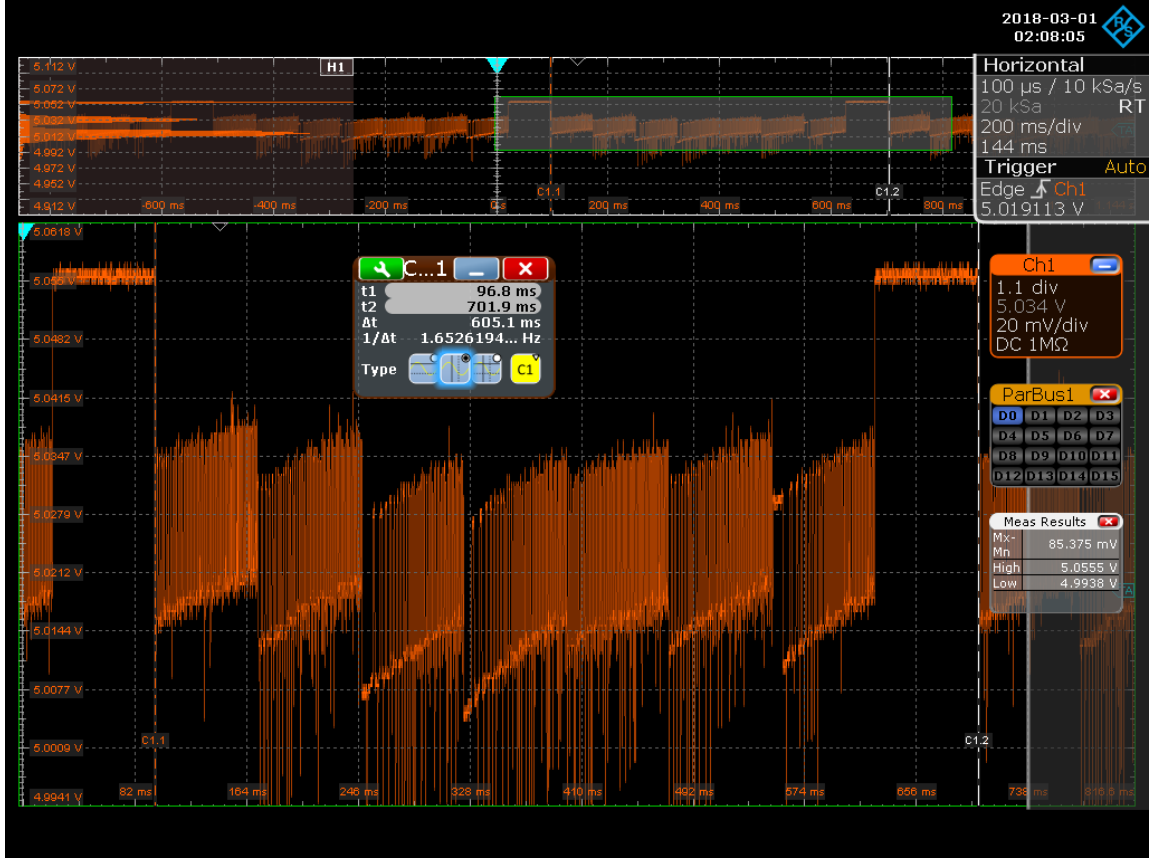 2018-03-01
02:08:05
R&S
Horizontal
100 µs / 10 kSa/s
20 kSa RT
200 ms/div
144 ms
Trigger Auto
Edge Ch1
5.019113 V
H1
5.112 V
5.072 V
5.052 V
5.032 V
5.012 V
4.992 V
4.972 V
4.952 V
4.912 V
-600 ms -400 ms -200 ms 0 s 200 ms 400 ms 600 ms 800 ms
C1.1 C1.2
5.0618 V
5.055 V
5.0482 V
5.0415 V
5.0347 V
5.0279 V
5.0212 V
5.0144 V
5.0077 V
5.0009 V
4.9941 V
C...1
t1 96.8 ms
t2 701.9 ms
Δt 605.1 ms
1/Δt 1.6526194... Hz
Type C1
C1.1 C1.2
82 ms 164 ms 246 ms 328 ms 410 ms 492 ms 574 ms 656 ms 738 ms 816.6 ms
Ch1
1.1 div
5.034 V
20 mV/div
DC 1MΩ
ParBus1
D0 D1 D2 D3
D4 D5 D6 D7
D8 D9 D10 D11
D12 D13 D14 D15
Meas Results
Mx-
Mn 85.375 mV
High 5.0555 V
Low 4.9938 V
TA